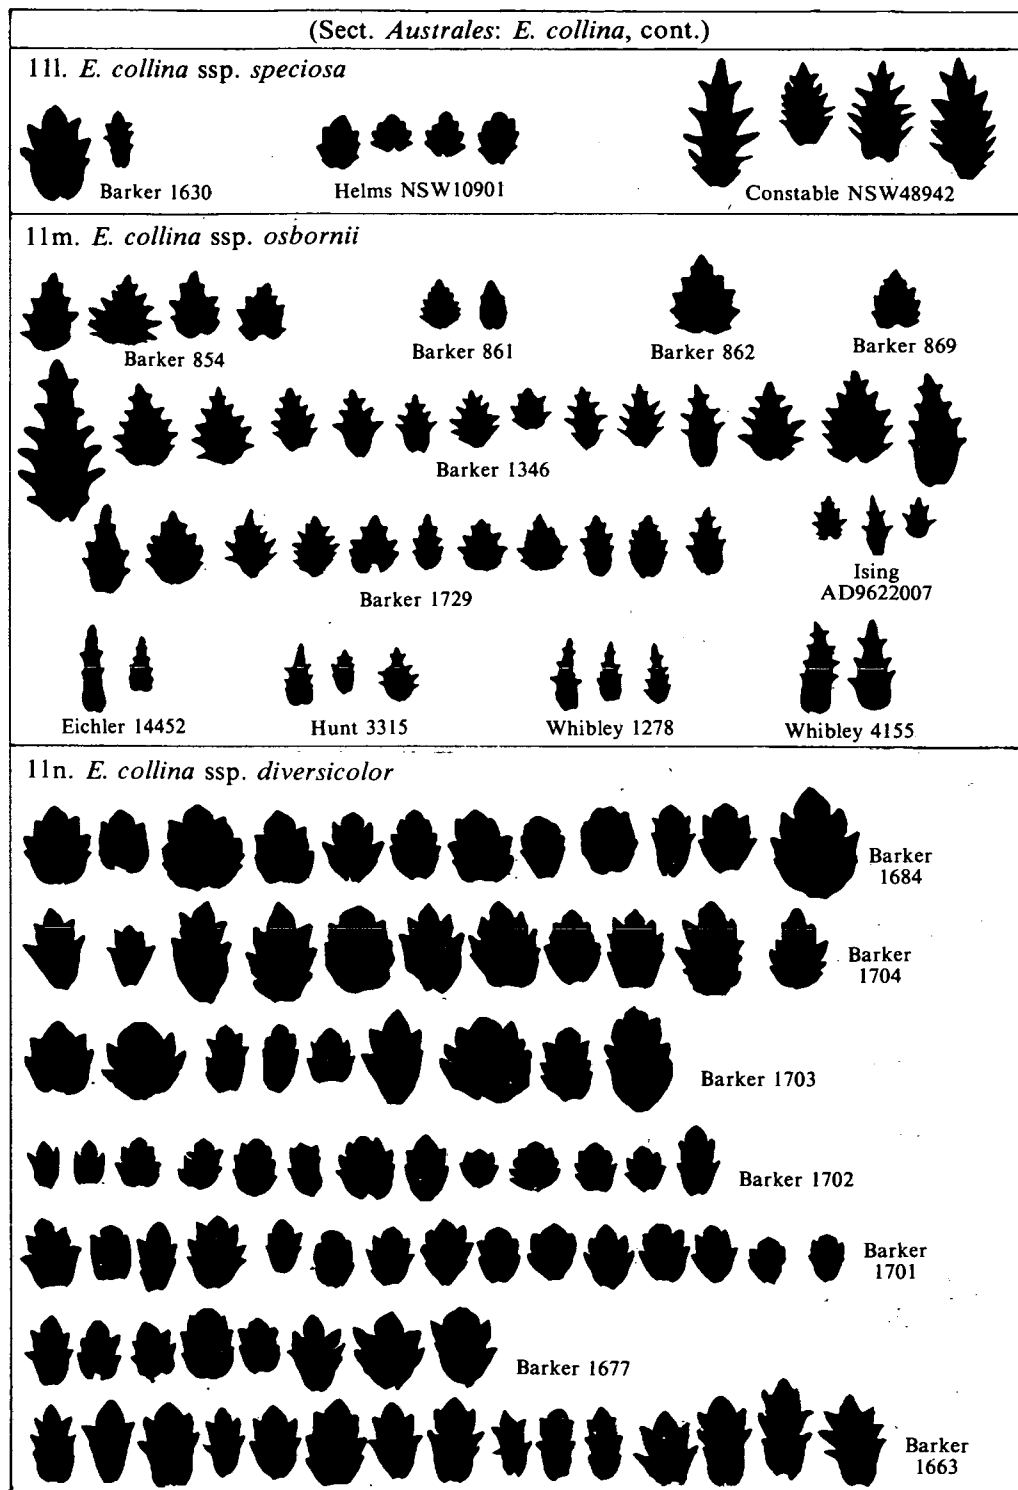 (Sect. Australes: E. collina, cont.)
11l. E. collina ssp. speciosa
Barker 1630
Helms NSW10901
Constable NSW48942
11m. E. collina ssp. osbornii
Barker 854
Barker 861
Barker 862
Barker 869
Barker 1346
Barker 1729
Ising
AD9622007
Eichler 14452
Hunt 3315
Whibley 1278
Whibley 4155
11n. E. collina ssp. diversicolor
Barker
1684
Barker
1704
Barker 1703
Barker 1702
Barker
1701
Barker 1677
Barker
1663